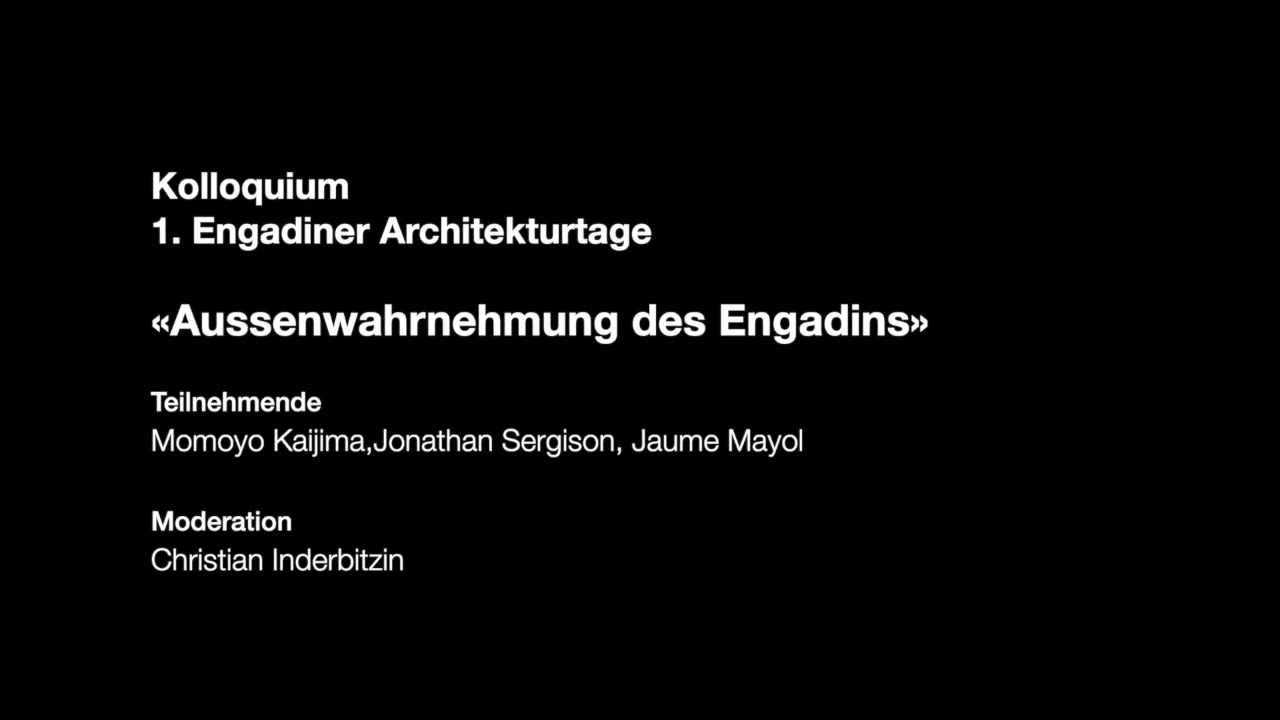 Kolloquium
1. Engadiner Architekturtage
«Aussenwahrnehmung des Engadins»
Teilnehmende
Momoyo Kaijima,Jonathan Sergison, Jaume Mayol
Moderation
Christian Inderbitzin